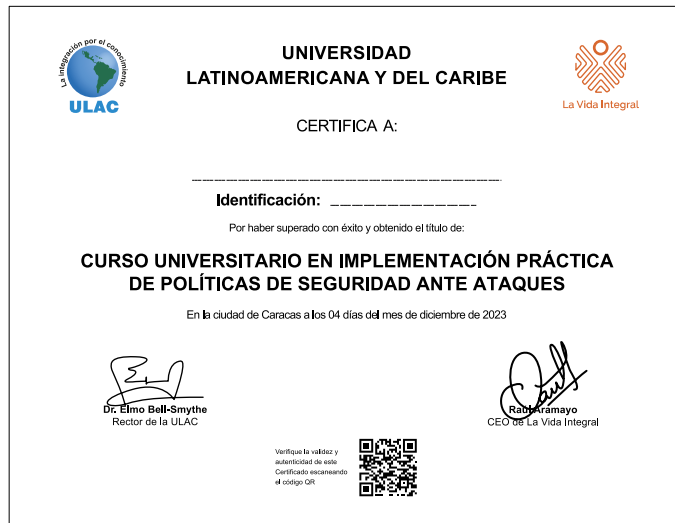 La integración por el conocimiento
ULAC
UNIVERSIDAD
LATINOAMERICANA Y DEL CARIBE
La Vida Integral
CERTIFICA A:
Identificación:
Por haber superado con éxito y obtenido el título de:
CURSO UNIVERSITARIO EN IMPLEMENTACIÓN PRÁCTICA
DE POLÍTICAS DE SEGURIDAD ANTE ATAQUES
En la ciudad de Caracas a los 04 días del mes de diciembre de 2023
Dr. Elmo Bell-Smythe
Rector de la ULAC
Raúl Aramayo
CEO de La Vida Integral
Verifique la validez y
autenticidad de este
Certificado escaneando
el código QR